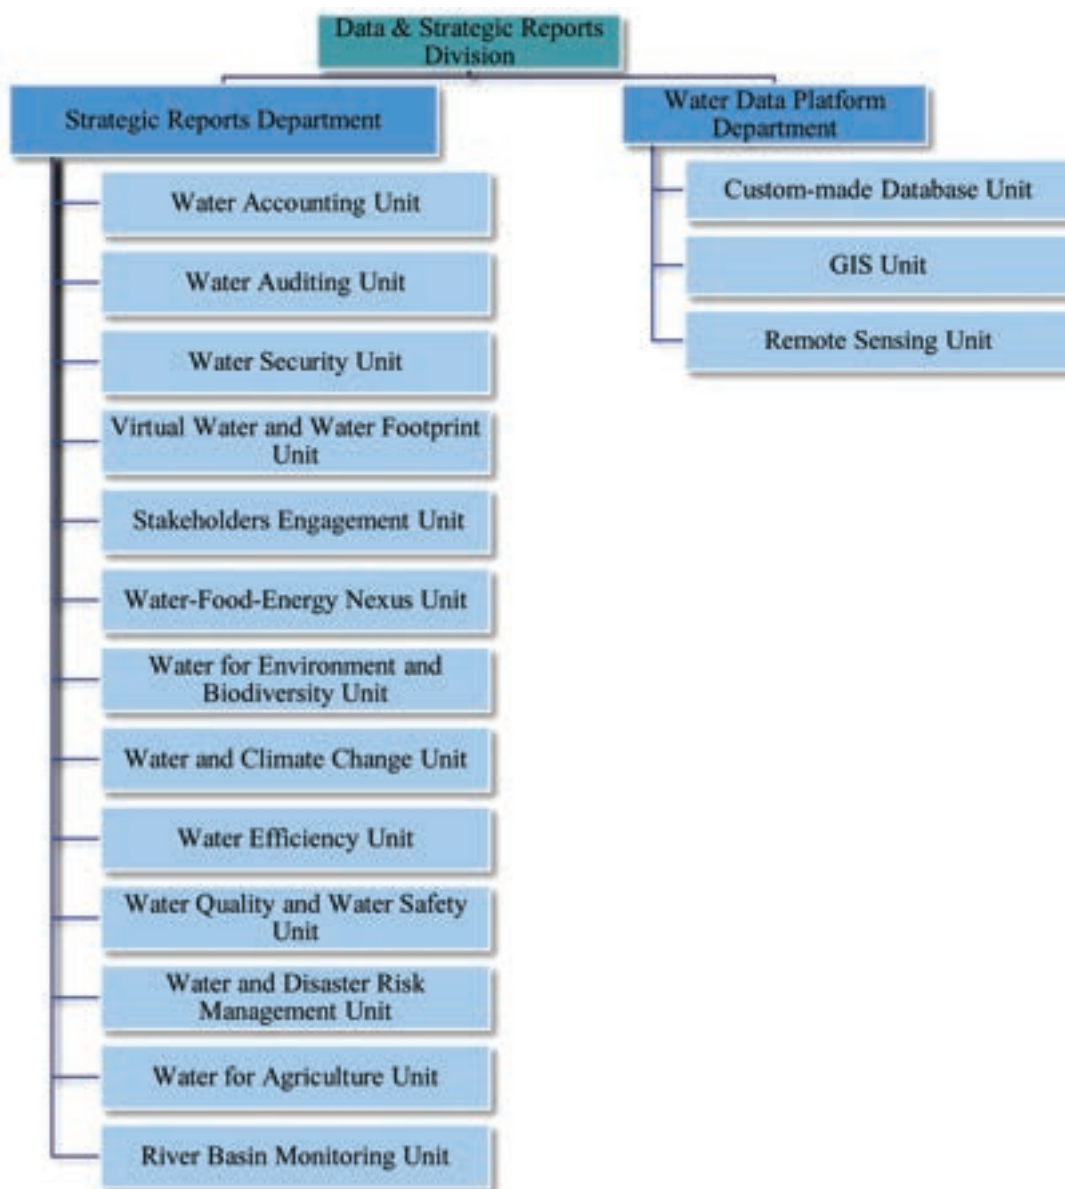 Data & Strategic Reports
Division
Strategic Reports Department
Water Accounting Unit
Water Auditing Unit
Water Security Unit
Virtual Water and Water Footprint
Unit
Stakeholders Engagement Unit
Water-Food-Energy Nexus Unit
Water for Environment and
Biodiversity Unit
Water and Climate Change Unit
Water Efficiency Unit
Water Quality and Water Safety
Unit
Water and Disaster Risk
Management Unit
Water for Agriculture Unit
River Basin Monitoring Unit
Water Data Platform
Department
Custom-made Database Unit
GIS Unit
Remote Sensing Unit